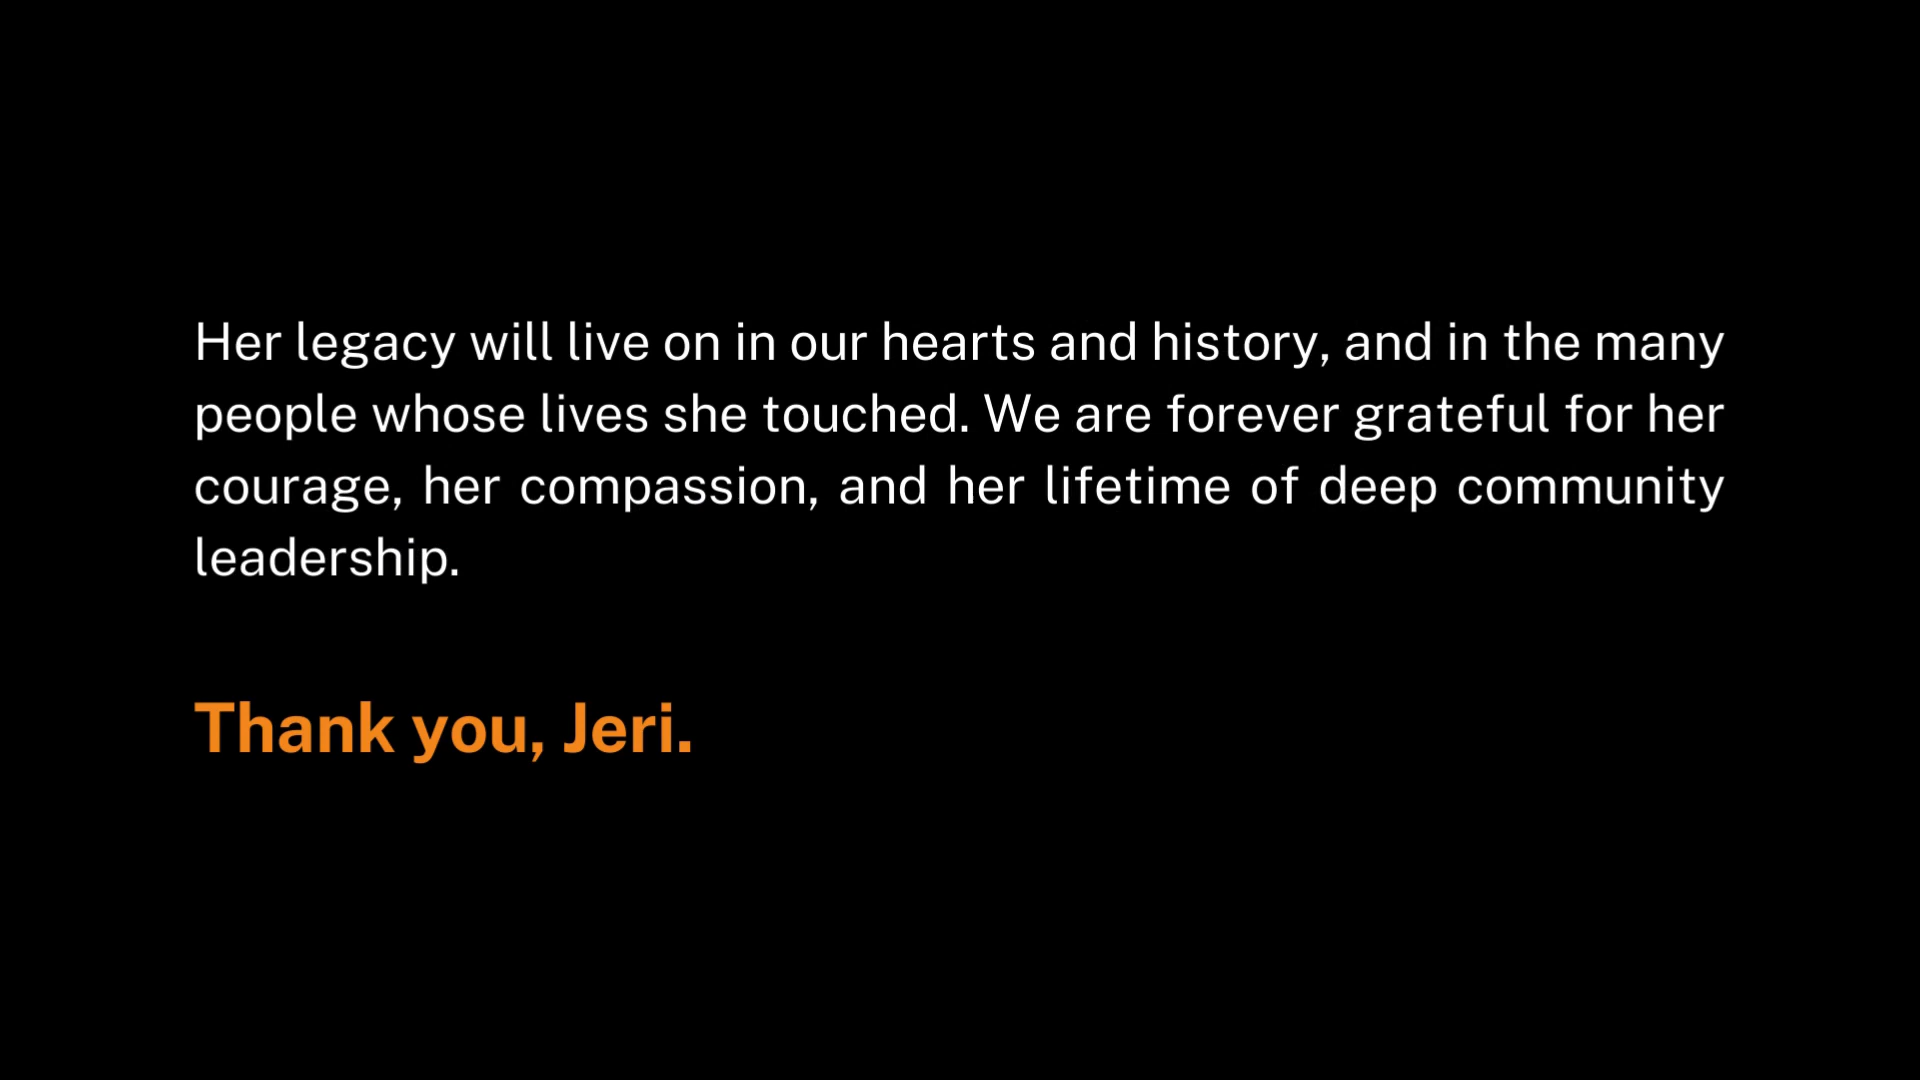 Her legacy will live on in our hearts and history, and in the many
people whose lives she touched. We are forever grateful for her
courage, her compassion, and her lifetime of deep community
leadership.
Thank you, Jeri.